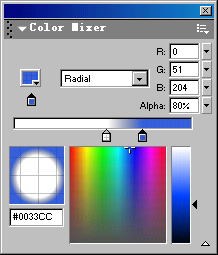 Color Mixer
R: 0
Radial
G: 51
B: 204
Alpha: 80%
#0033CC